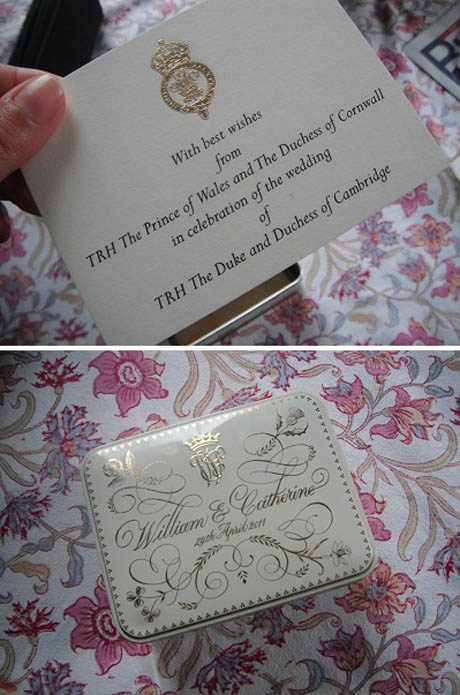 With best wishes
from
TRH The Prince of Wales and The Duchess of Cornwall
in celebration of the wedding
of
TRH The Duke and Duchess of Cambridge
William & Catherine
29th April 2011